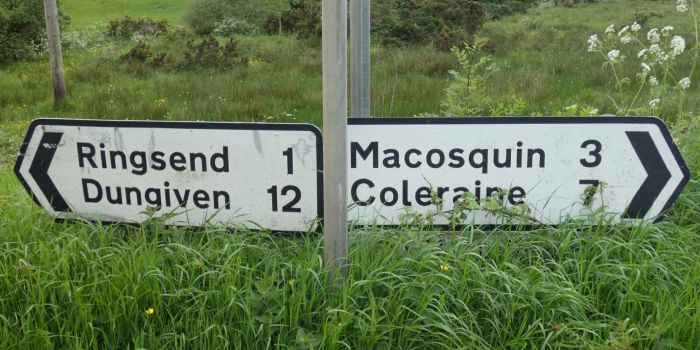 Ringsend 1
Dungiven 12
Macosquin 3
Coleraine 7